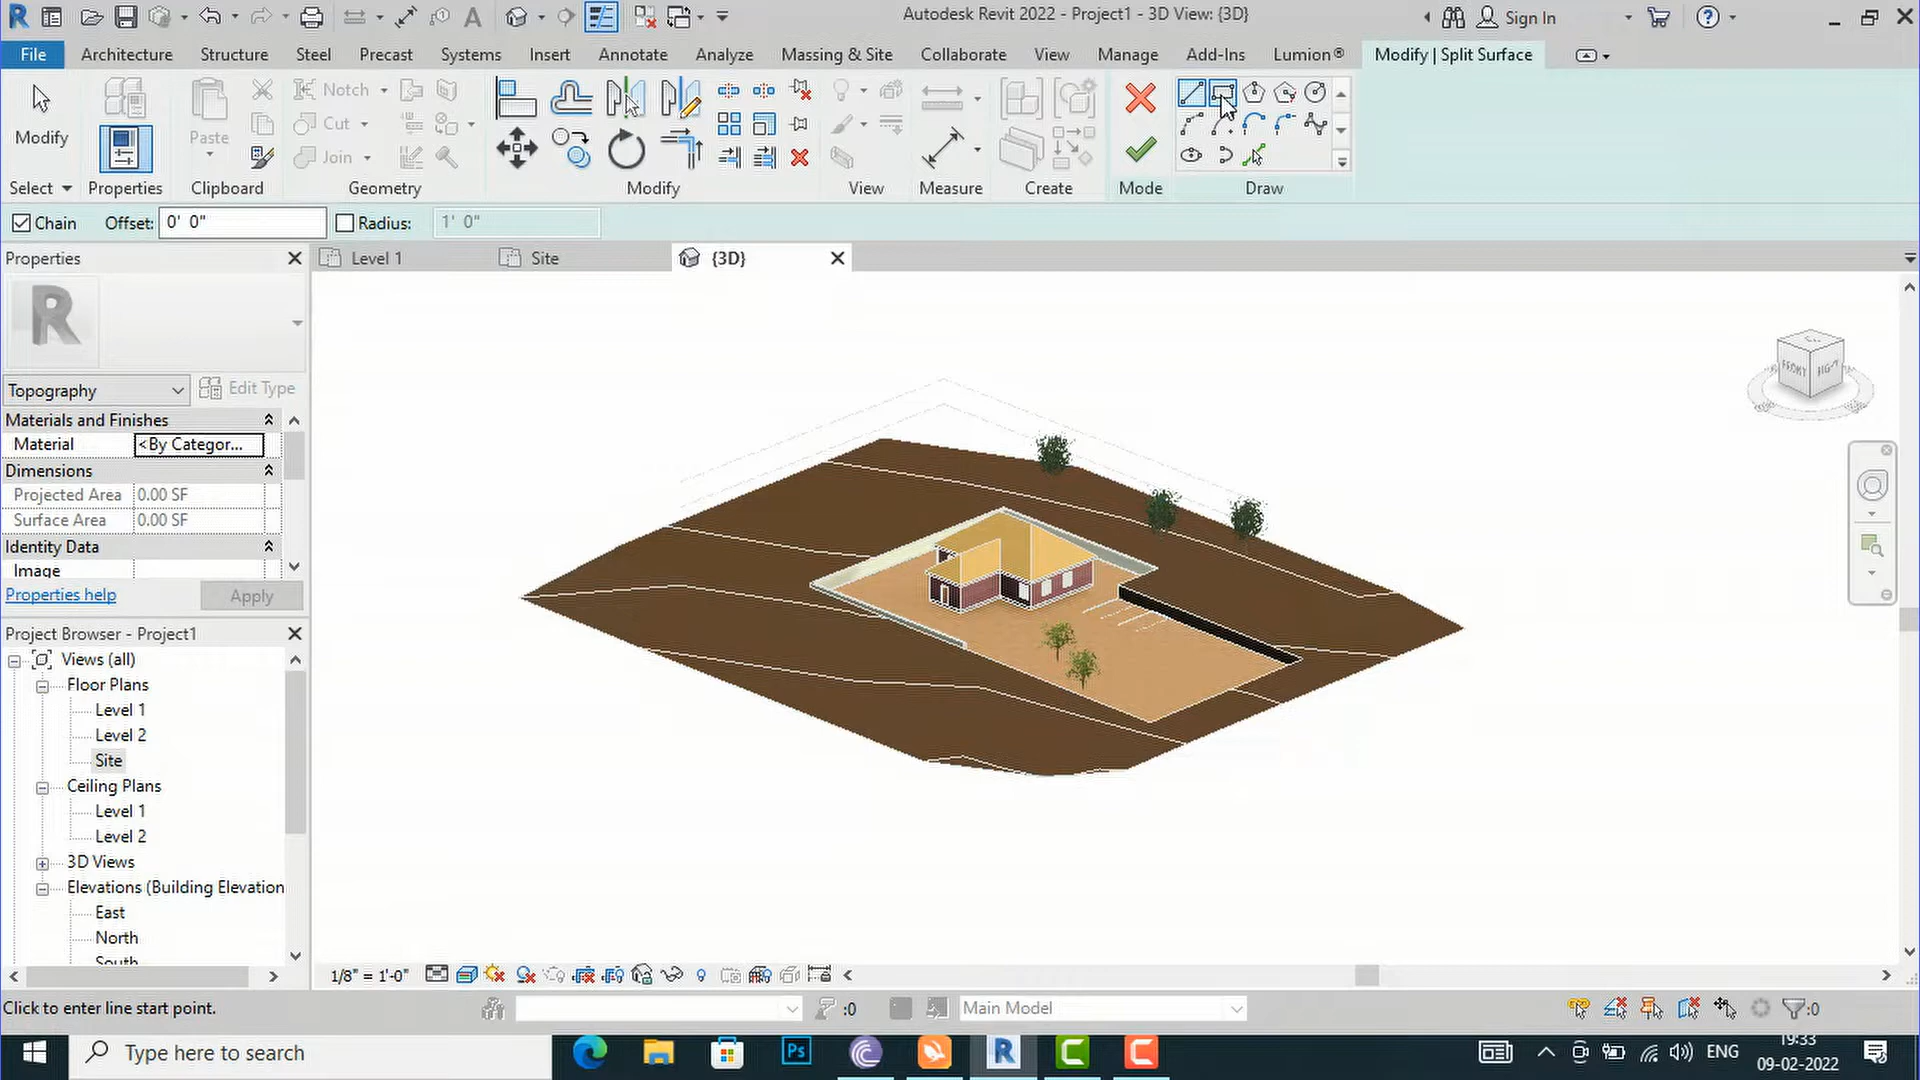 Autodesk Revit 2022 - Project1 - 3D View: {3D}
Sign In
File
Architecture
Structure
Steel
Precast
Systems
Insert
Annotate
Analyze
Massing & Site
Collaborate
View
Manage
Add-Ins
Lumion®
Modify | Split Surface
Modify
Paste
Notch
Cut
Join
Select
Properties
Clipboard
Geometry
Modify
View
Measure
Create
Mode
Draw
Chain
Offset:
0' 0"
Radius:
1' 0"
Properties
Level 1
Site
{3D}
Topography
Edit Type
Materials and Finishes
Material
<By Categor...
Dimensions
Projected Area
0.00 SF
Surface Area
0.00 SF
Identity Data
Image
Properties help
Apply
FRONT
Project Browser - Project1
Views (all)
Floor Plans
Level 1
Level 2
Site
Ceiling Plans
Level 1
Level 2
3D Views
Elevations (Building Elevation
East
North
South
1/8" = 1'-0"
Click to enter line start point.
:0
Main Model
:0
Type here to search
Ps
ENG
19:33
09-02-2022